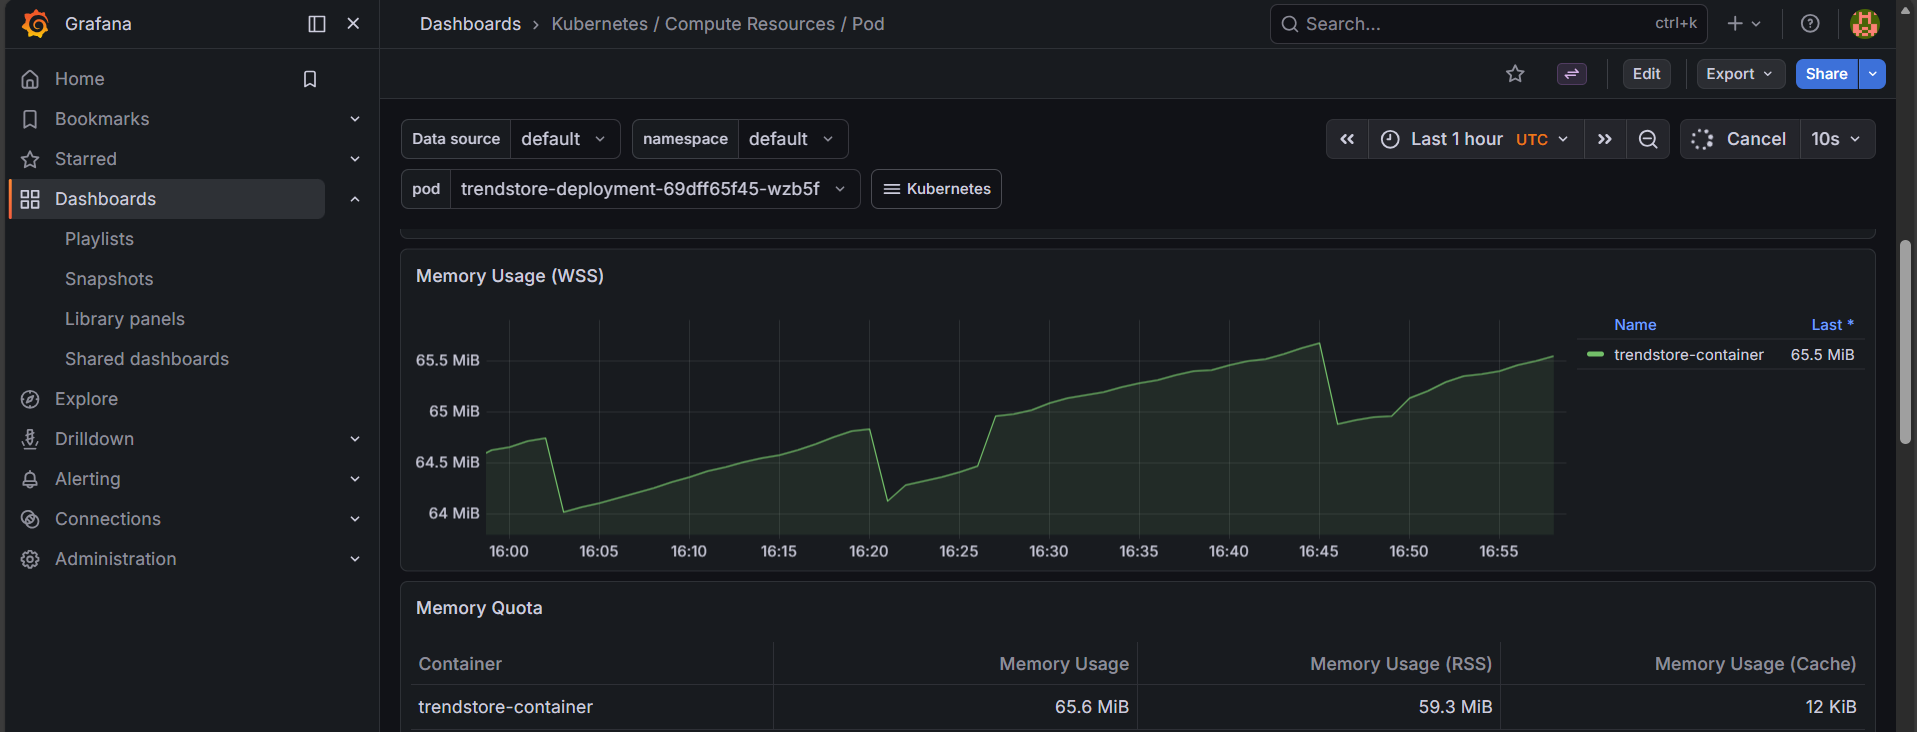 Grafana
Dashboards › Kubernetes / Compute Resources / Pod
Search...
ctrl+k
Home
Bookmarks
Starred
Dashboards
Playlists
Snapshots
Library panels
Shared dashboards
Explore
Drilldown
Alerting
Connections
Administration
Edit
Export
Share
Data source default
namespace default
Last 1 hour UTC
Cancel
10s
pod trendstore-deployment-69dff65f45-wzb5f
Kubernetes
Memory Usage (WSS)
65.5 MiB
65 MiB
64.5 MiB
64 MiB
16:00 16:05 16:10 16:15 16:20 16:25 16:30 16:35 16:40 16:45 16:50 16:55
Name Last *
trendstore-container 65.5 MiB
Memory Quota
Container Memory Usage Memory Usage (RSS) Memory Usage (Cache)
trendstore-container 65.6 MiB 59.3 MiB 12 KiB